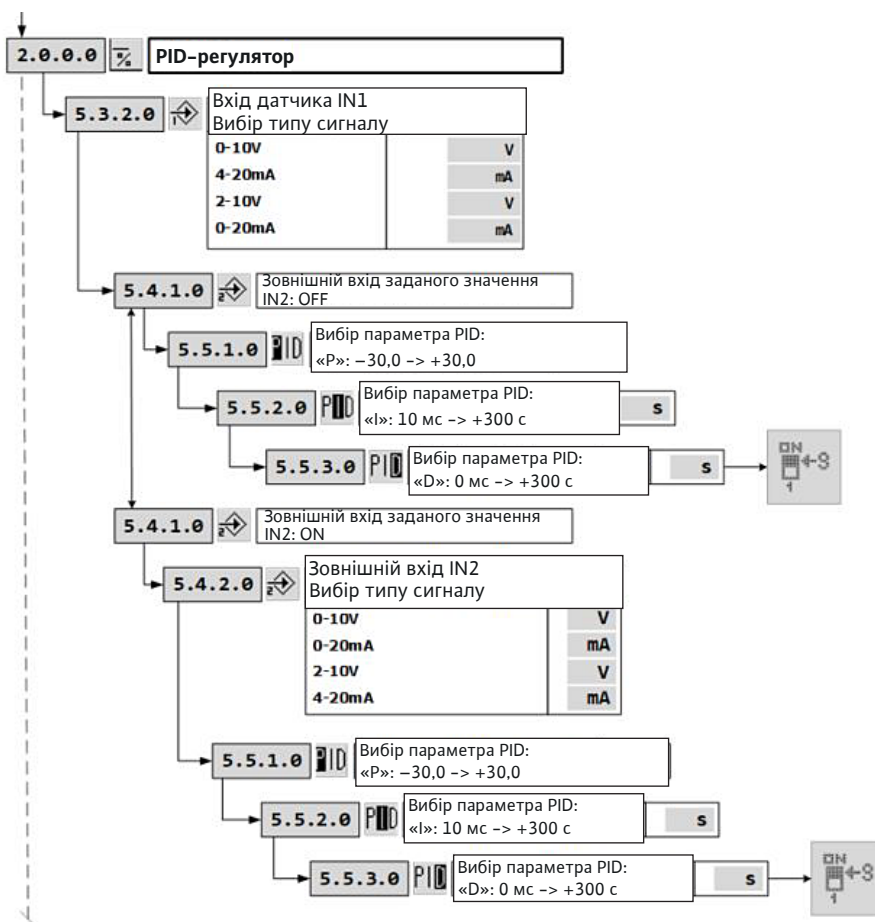 2.0.0.0 PID-регулятор
5.3.2.0 1 Вхід датчика IN1
Вибір типу сигналу
0-10V V
4-20mA mA
2-10V V
0-20mA mA
5.4.1.0 2 Зовнішній вхід заданого значення
IN2: OFF
5.5.1.0 PID Вибір параметра PID:
«P»: −30,0 -> +30,0
5.5.2.0 PID Вибір параметра PID:
«I»: 10 мс -> +300 с s
5.5.3.0 PID Вибір параметра PID:
«D»: 0 мс -> +300 с s
ON
S
1
5.4.1.0 2 Зовнішній вхід заданого значення
IN2: ON
5.4.2.0 2 Зовнішній вхід IN2
Вибір типу сигналу
0-10V V
0-20mA mA
2-10V V
4-20mA mA
5.5.1.0 PID Вибір параметра PID:
«P»: −30,0 -> +30,0
5.5.2.0 PID Вибір параметра PID:
«I»: 10 мс -> +300 с s
5.5.3.0 PID Вибір параметра PID:
«D»: 0 мс -> +300 с s
ON
S
1